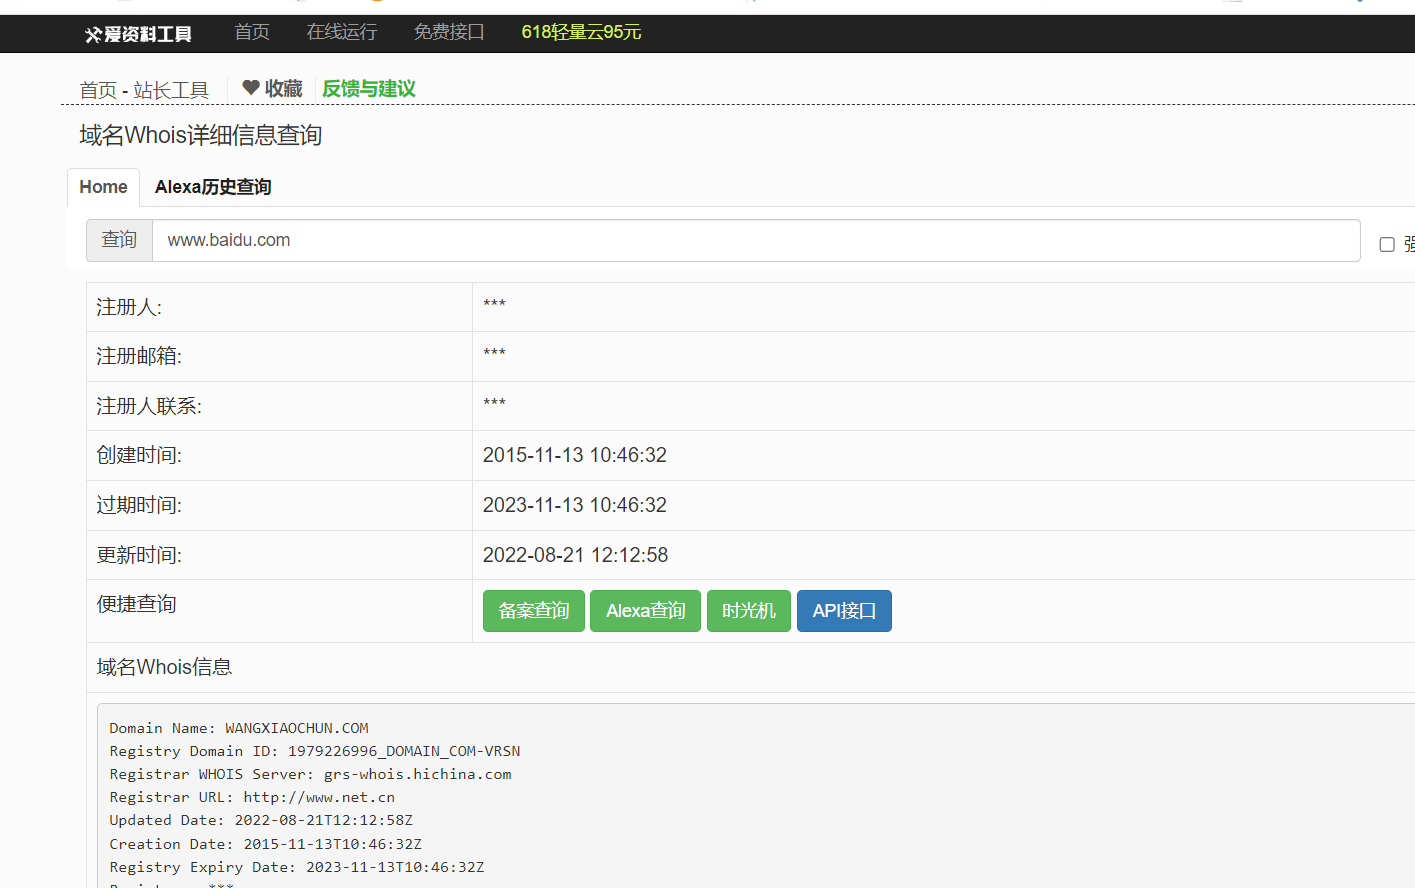 爱资料工具 首页 在线运行 免费接口 618轻量云95元
首页 - 站长工具 收藏 反馈与建议
域名Whois详细信息查询
Home Alexa历史查询
查询 www.baidu.com
注册人: ***
注册邮箱: ***
注册人联系: ***
创建时间: 2015-11-13 10:46:32
过期时间: 2023-11-13 10:46:32
更新时间: 2022-08-21 12:12:58
便捷查询 备案查询 Alexa查询 时光机 API接口
域名Whois信息
Domain Name: WANGXIAOCHUN.COM
Registry Domain ID: 1979226996_DOMAIN_COM-VRSN
Registrar WHOIS Server: grs-whois.hichina.com
Registrar URL: http://www.net.cn
Updated Date: 2022-08-21T12:12:58Z
Creation Date: 2015-11-13T10:46:32Z
Registry Expiry Date: 2023-11-13T10:46:32Z